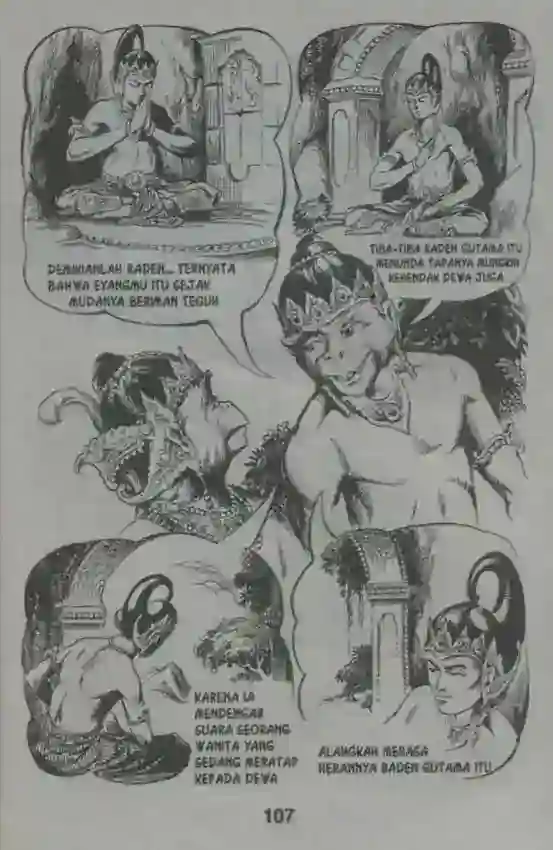 DEMIKIANLAH RADEN... TERNYATA
BAHWA EYANGMU ITU SEJAK
MUDANYA BERIMAN TEGUH
TIBA-TIBA RADEN GUTAMA ITU
MENUNDA TAPANYA MUNGKIN
KEHENDAK DEWA JUGA
KARENA IA
MENDENGAR
SUARA SEORANG
WANITA YANG
SEDANG MERATAP
KEPADA DEWA
ALANGKAH MERASA
HERANNYA RADEN GUTAMA ITU
107